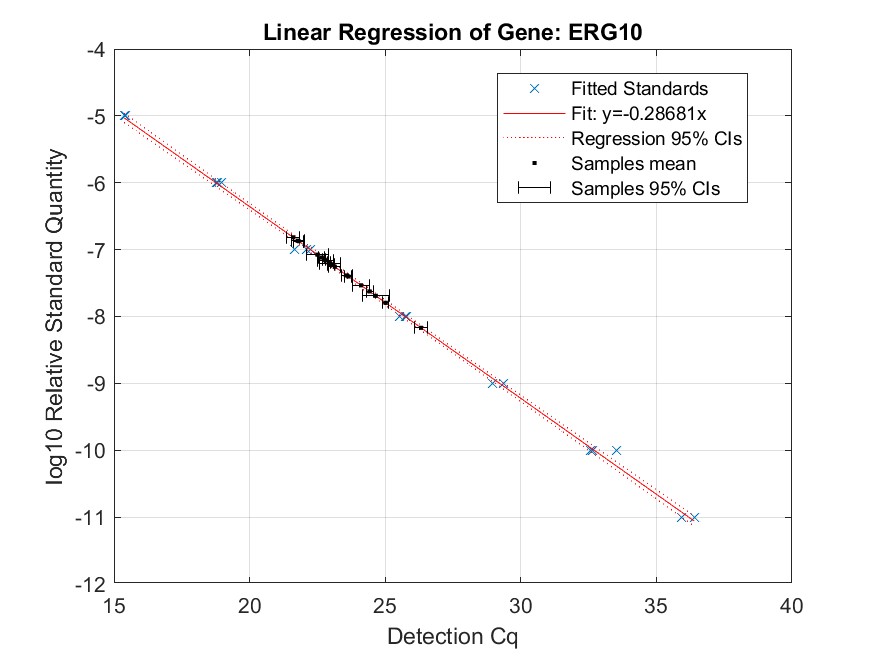 Linear Regression of Gene: ERG10
-4
-5
-6
-7
-8
-9
-10
-11
-12
log10 Relative Standard Quantity
Fitted Standards
Fit: y=-0.28681x
Regression 95% CIs
Samples mean
Samples 95% CIs
15 20 25 30 35 40
Detection Cq